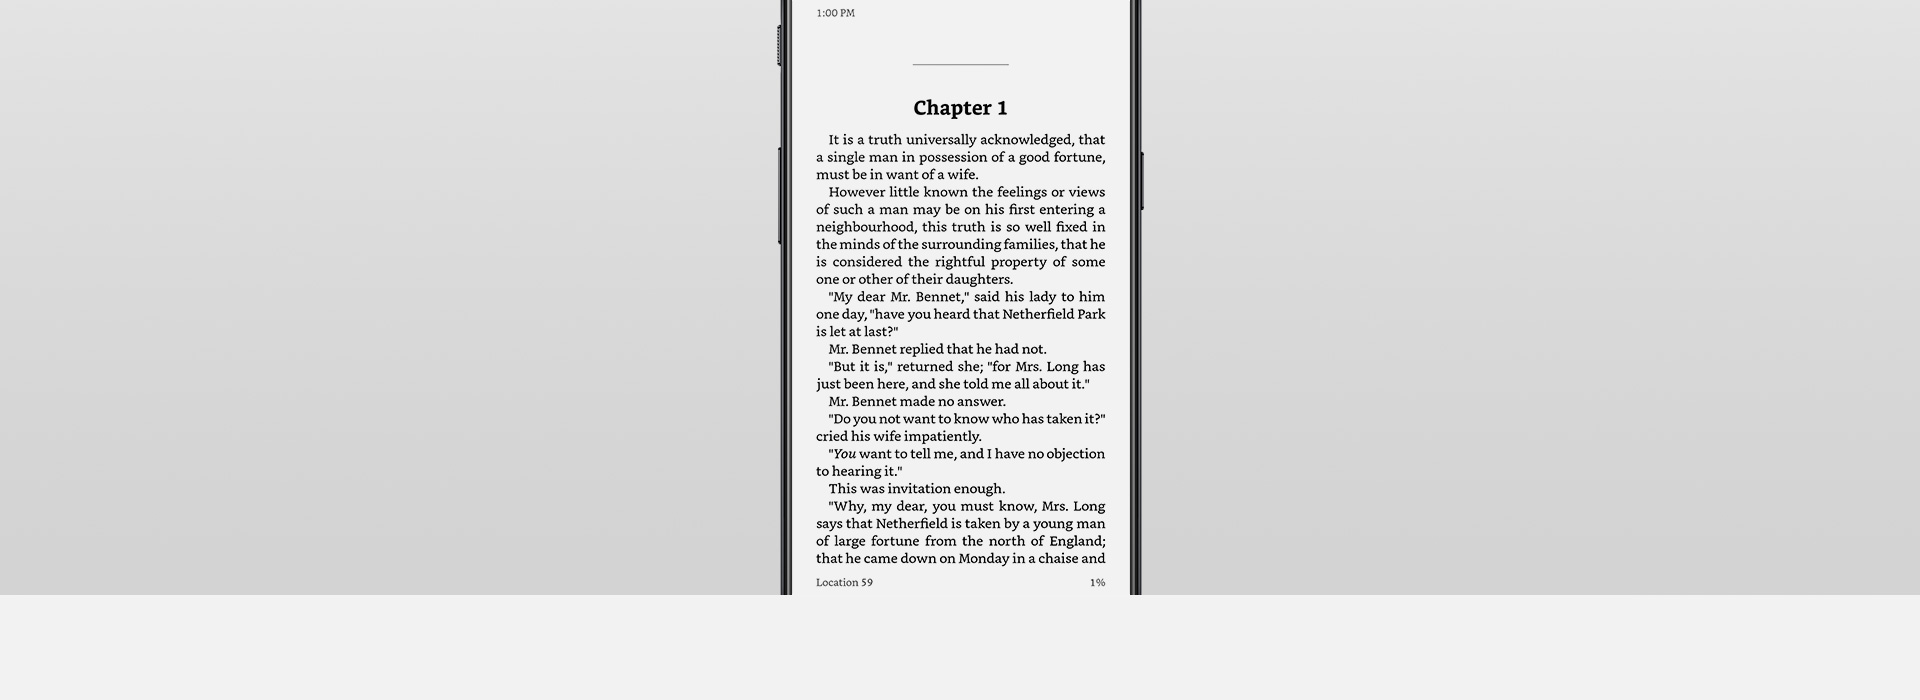 1:00 PM
Chapter 1
It is a truth universally acknowledged, that
a single man in possession of a good fortune,
must be in want of a wife.
However little known the feelings or views
of such a man may be on his first entering a
neighbourhood, this truth is so well fixed in
the minds of the surrounding families, that he
is considered the rightful property of some
one or other of their daughters.
"My dear Mr. Bennet," said his lady to him
one day, "have you heard that Netherfield Park
is let at last?"
Mr. Bennet replied that he had not.
"But it is," returned she; "for Mrs. Long has
just been here, and she told me all about it."
Mr. Bennet made no answer.
"Do you not want to know who has taken it?"
cried his wife impatiently.
"You want to tell me, and I have no objection
to hearing it."
This was invitation enough.
"Why, my dear, you must know, Mrs. Long
says that Netherfield is taken by a young man
of large fortune from the north of England;
that he came down on Monday in a chaise and
Location 59 1%